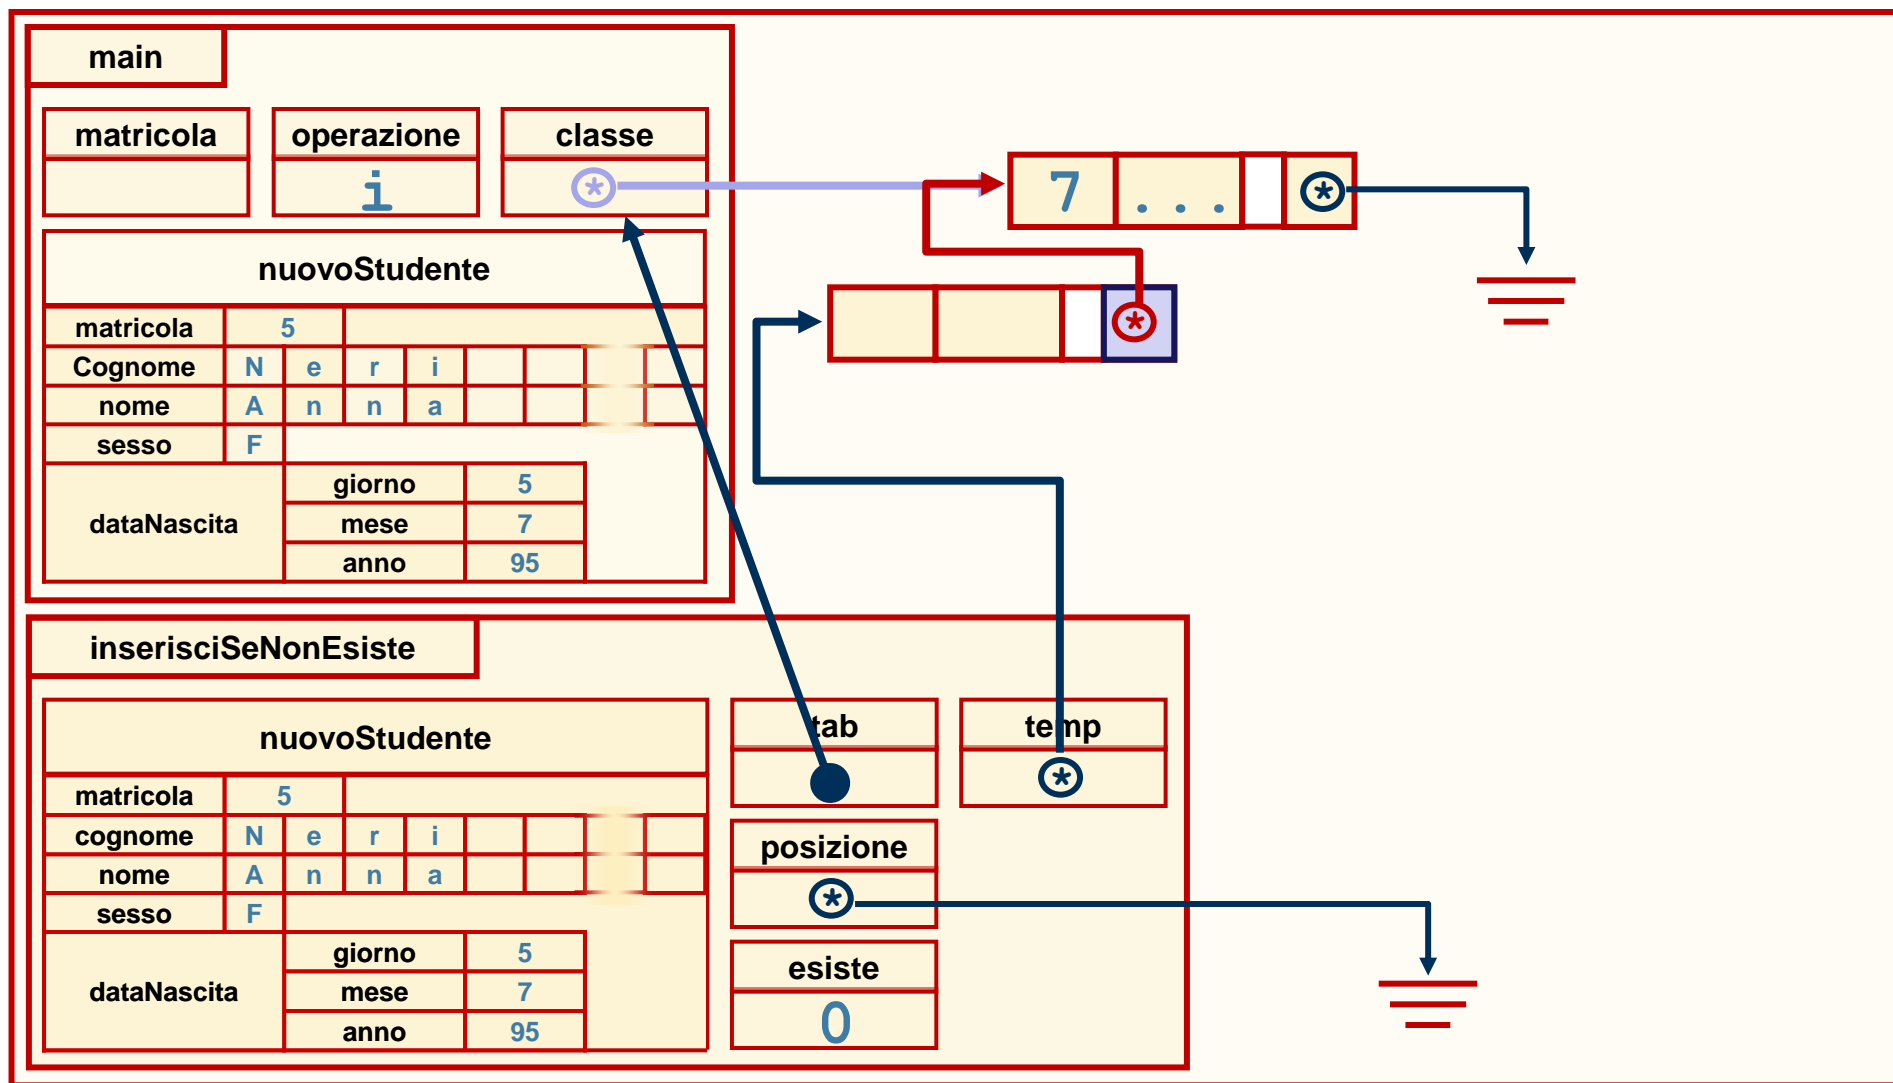 main
matricola operazione classe
i *
7 . . . *
nuovoStudente
*
matricola 5
Cognome N e r i
nome A n n a
sesso F
dataNascita
giorno 5
mese 7
anno 95
inserisciSeNonEsiste
nuovoStudente
tab temp
*
matricola 5
cognome N e r i
nome A n n a
sesso F
dataNascita
giorno 5
mese 7
anno 95
posizione
*
esiste
0